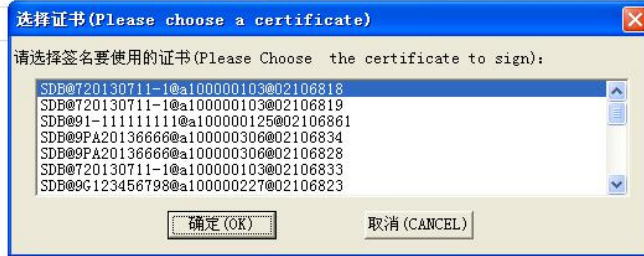 选择证书(Please choose a certificate)
请选择签名要使用的证书(Please Choose  the certificate to sign):
SDB@720130711-1@a100000103@02106818
SDB@720130711-1@a100000103@02106819
SDB@91-111111111@a100000125@02106861
SDB@9PA20136666@a100000306@02106834
SDB@9PA20136666@a100000306@02106828
SDB@720130711-1@a100000103@02106833
SDB@9G123456798@a100000227@02106823
确定(OK) 取消(CANCEL)